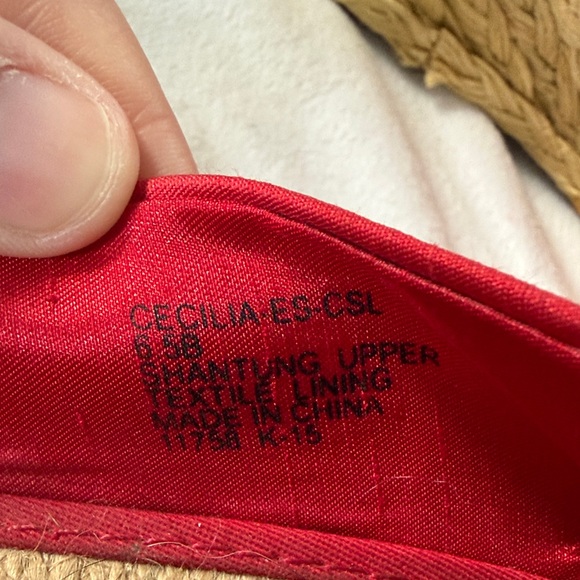 CECILIA-ES-CSL
6.5B
SHANTUNG UPPER
TEXTILE LINING
MADE IN CHINA
11758 K-15